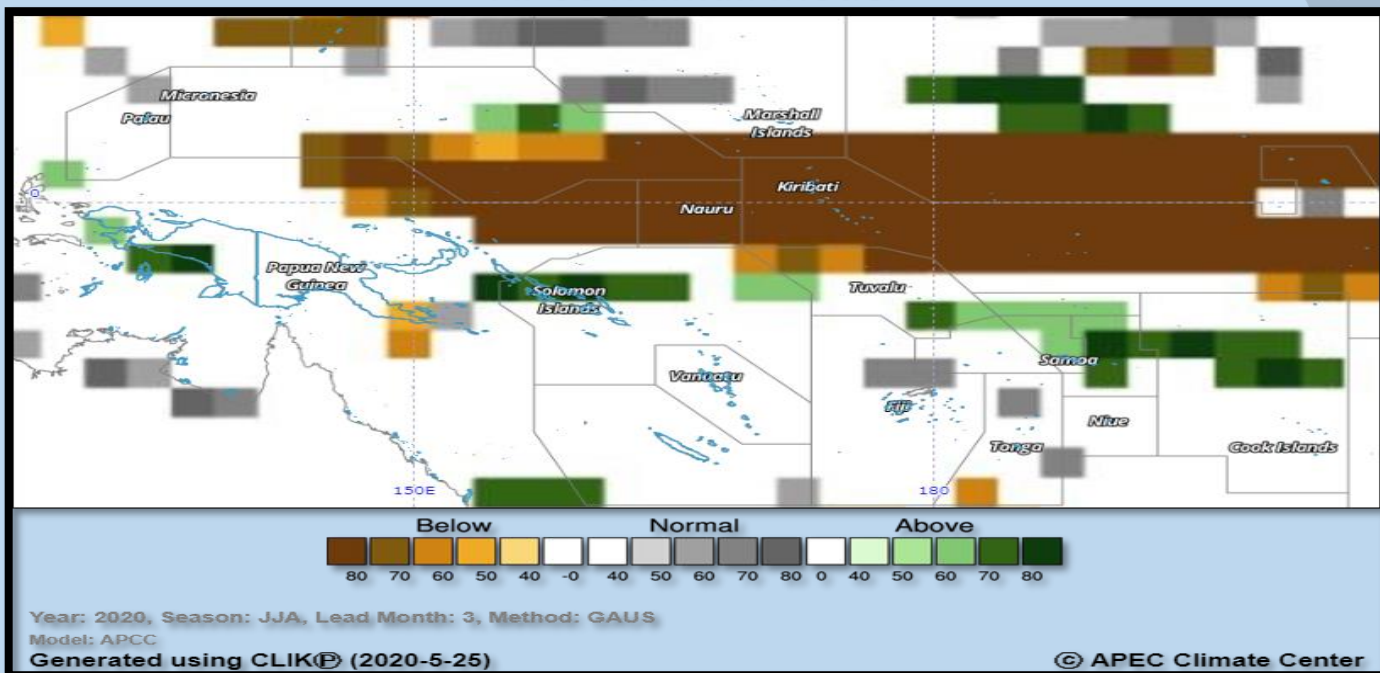 Micronesia
Palau
Marshall
Islands
0
Kiribati
Nauru
Papua New
Guinea
Solomon
Islands
Tuvalu
Samoa
Vanuatu
Fiji
Niue
Tonga
Cook Islands
150E
180
Below Normal Above
80 70 60 50 40 -0 40 50 60 70 80 0 40 50 60 70 80
Year: 2020, Season: JJA, Lead Month: 3, Method: GAUS
Model: APCC
Generated using CLIKⓅ (2020-5-25)
© APEC Climate Center